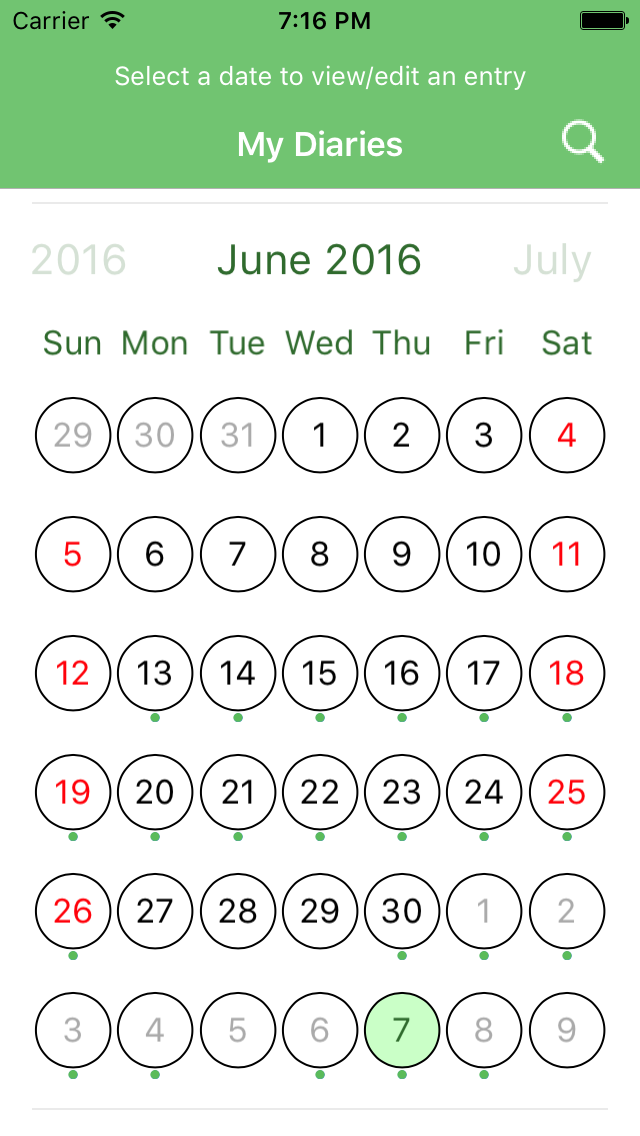 Carrier 7:16 PM
Select a date to view/edit an entry
My Diaries
2016 June 2016 July
Sun Mon Tue Wed Thu Fri Sat
29 30 31 1 2 3 4
5 6 7 8 9 10 11
12 13 14 15 16 17 18
19 20 21 22 23 24 25
26 27 28 29 30 1 2
3 4 5 6 7 8 9